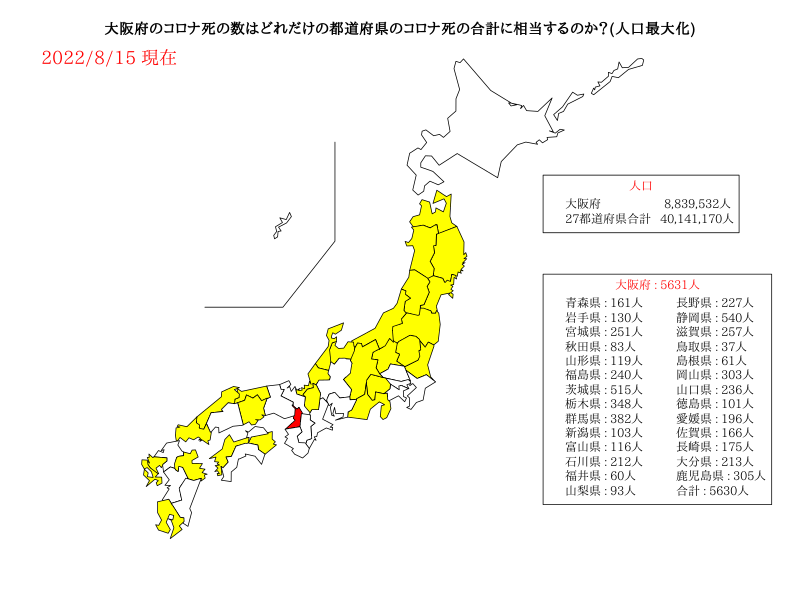 大阪府のコロナ死の数はどれだけの都道府県のコロナ死の合計に相当するのか?(人口最大化)
2022/8/15 現在
人口
大阪府 8,839,532人
27都道府県合計 40,141,170人
大阪府 : 5631人
青森県 : 161人 長野県 : 227人
岩手県 : 130人 静岡県 : 540人
宮城県 : 251人 滋賀県 : 257人
秋田県 : 83人 鳥取県 : 37人
山形県 : 119人 島根県 : 61人
福島県 : 240人 岡山県 : 303人
茨城県 : 515人 山口県 : 236人
栃木県 : 348人 徳島県 : 101人
群馬県 : 382人 愛媛県 : 196人
新潟県 : 103人 佐賀県 : 166人
富山県 : 116人 長崎県 : 175人
石川県 : 212人 大分県 : 213人
福井県 : 60人 鹿児島県 : 305人
山梨県 : 93人 合計 : 5630人